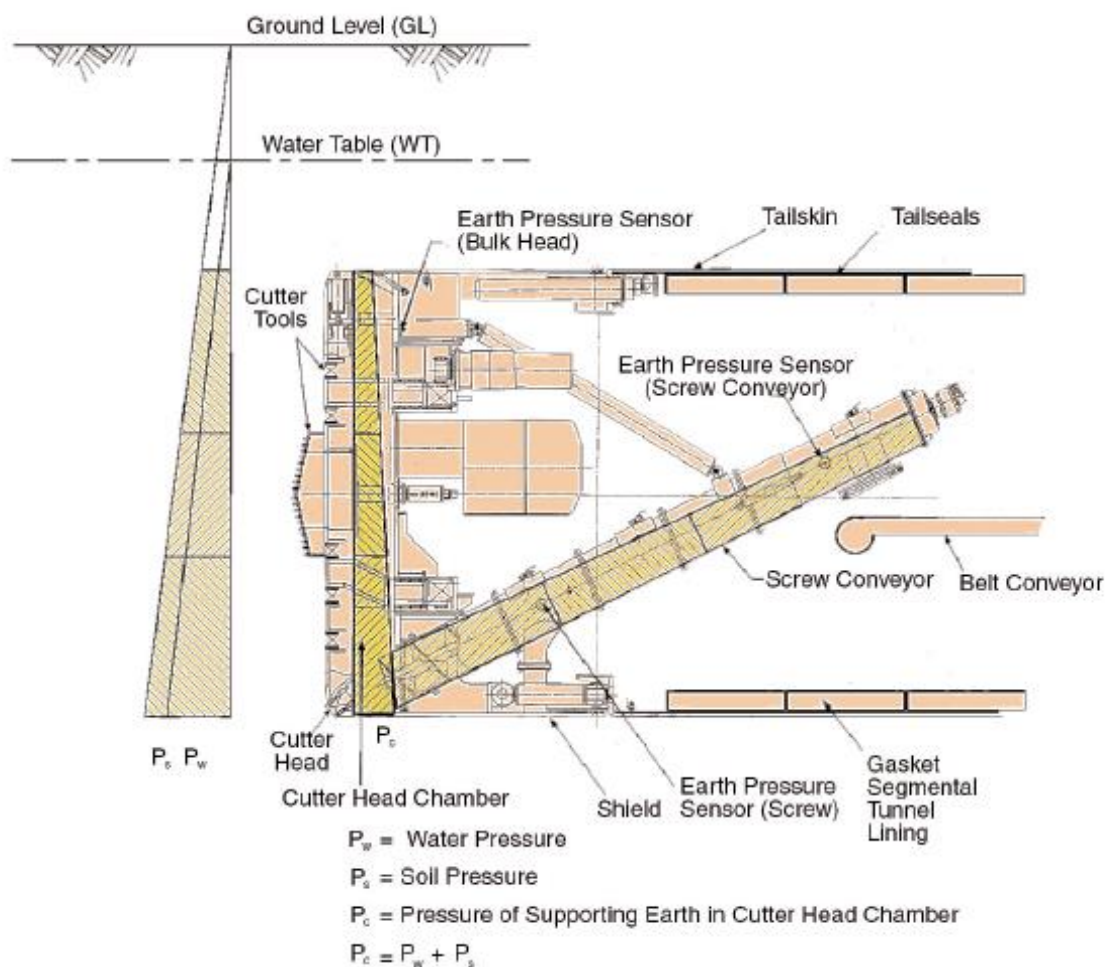 Ground Level (GL)
Water Table (WT)
Earth Pressure Sensor
(Bulk Head)
Tailskin
Tailseals
Cutter
Tools
Earth Pressure Sensor
(Screw Conveyor)
Screw Conveyor
Belt Conveyor
Ps Pw
Cutter
Head
Pc
Cutter Head Chamber
Shield
Earth Pressure
Sensor (Screw)
Gasket
Segmental
Tunnel
Lining
Pw = Water Pressure
Ps = Soil Pressure
Pc = Pressure of Supporting Earth in Cutter Head Chamber
Pc = Pw + Ps